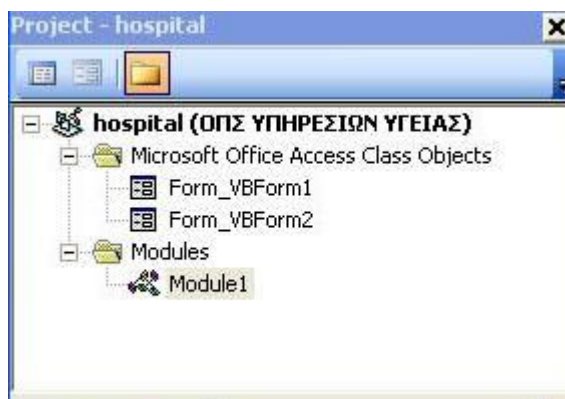 Project - hospital
hospital (ΟΠΣ ΥΠΗΡΕΣΙΩΝ ΥΓΕΙΑΣ)
Microsoft Office Access Class Objects
Form_VBForm1
Form_VBForm2
Modules
Module1